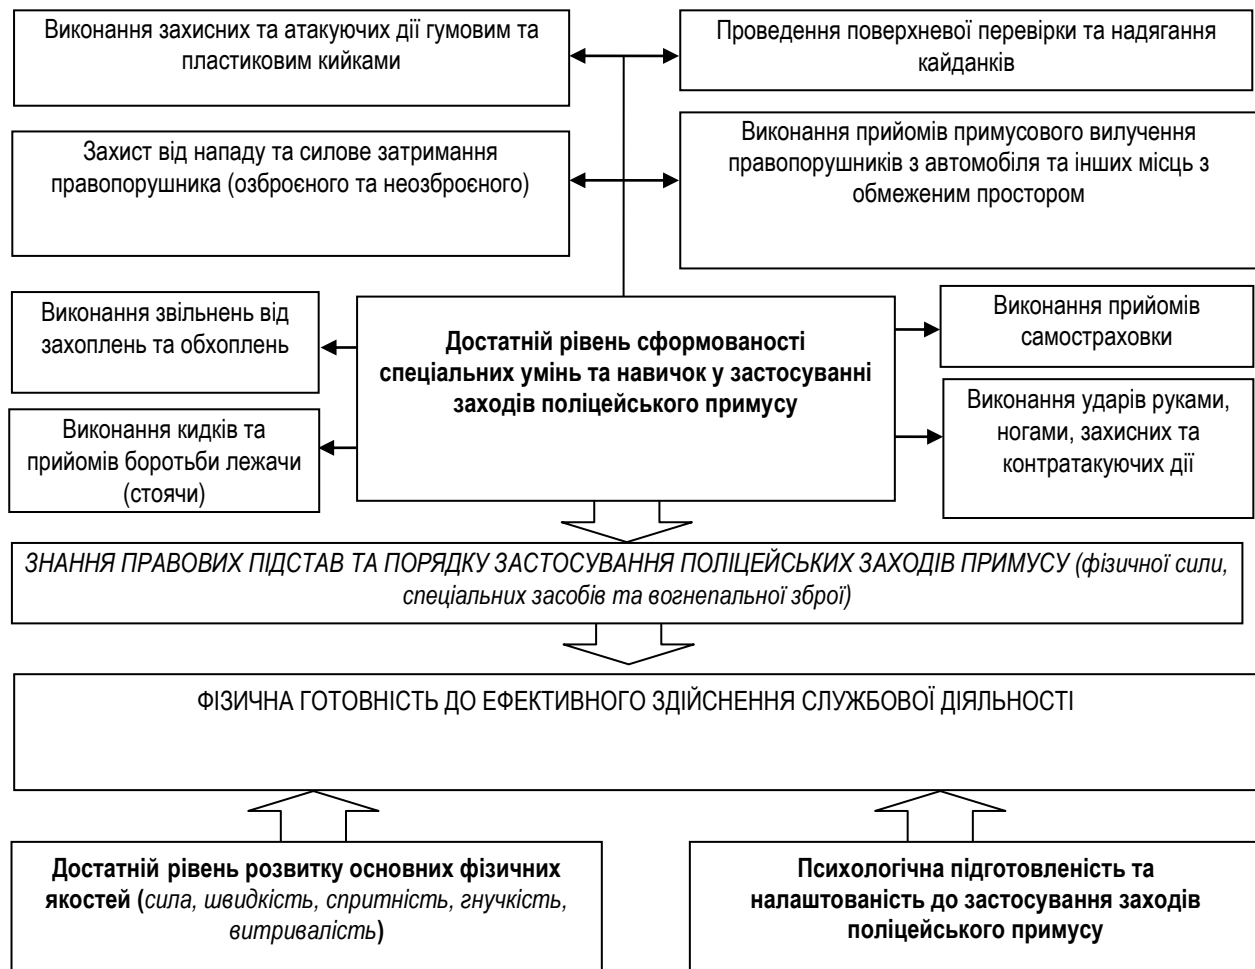 Виконання захисних та атакуючих дії гумовим та
пластиковим кийками
Проведення поверхневої перевірки та надягання
кайданків
Захист від нападу та силове затримання
правопорушника (озброєного та неозброєного)
Виконання прийомів примусового вилучення
правопорушників з автомобіля та інших місць з
обмеженим простором
Виконання звільнень від
захоплень та обхоплень
Достатній рівень сформованості
спеціальних умінь та навичок у застосуванні
заходів поліцейського примусу
Виконання прийомів
самостраховки
Виконання кидків та
прийомів боротьби лежачи
(стоячи)
Виконання ударів руками,
ногами, захисних та
контратакуючих дії
ЗНАННЯ ПРАВОВИХ ПІДСТАВ ТА ПОРЯДКУ ЗАСТОСУВАННЯ ПОЛІЦЕЙСЬКИХ ЗАХОДІВ ПРИМУСУ (фізичної сили,
спеціальних засобів та вогнепальної зброї)
ФІЗИЧНА ГОТОВНІСТЬ ДО ЕФЕКТИВНОГО ЗДІЙСНЕННЯ СЛУЖБОВОЇ ДІЯЛЬНОСТІ
Достатній рівень розвитку основних фізичних
якостей (сила, швидкість, спритність, гнучкість,
витривалість)
Психологічна підготовленість та
налаштованість до застосування заходів
поліцейського примусу